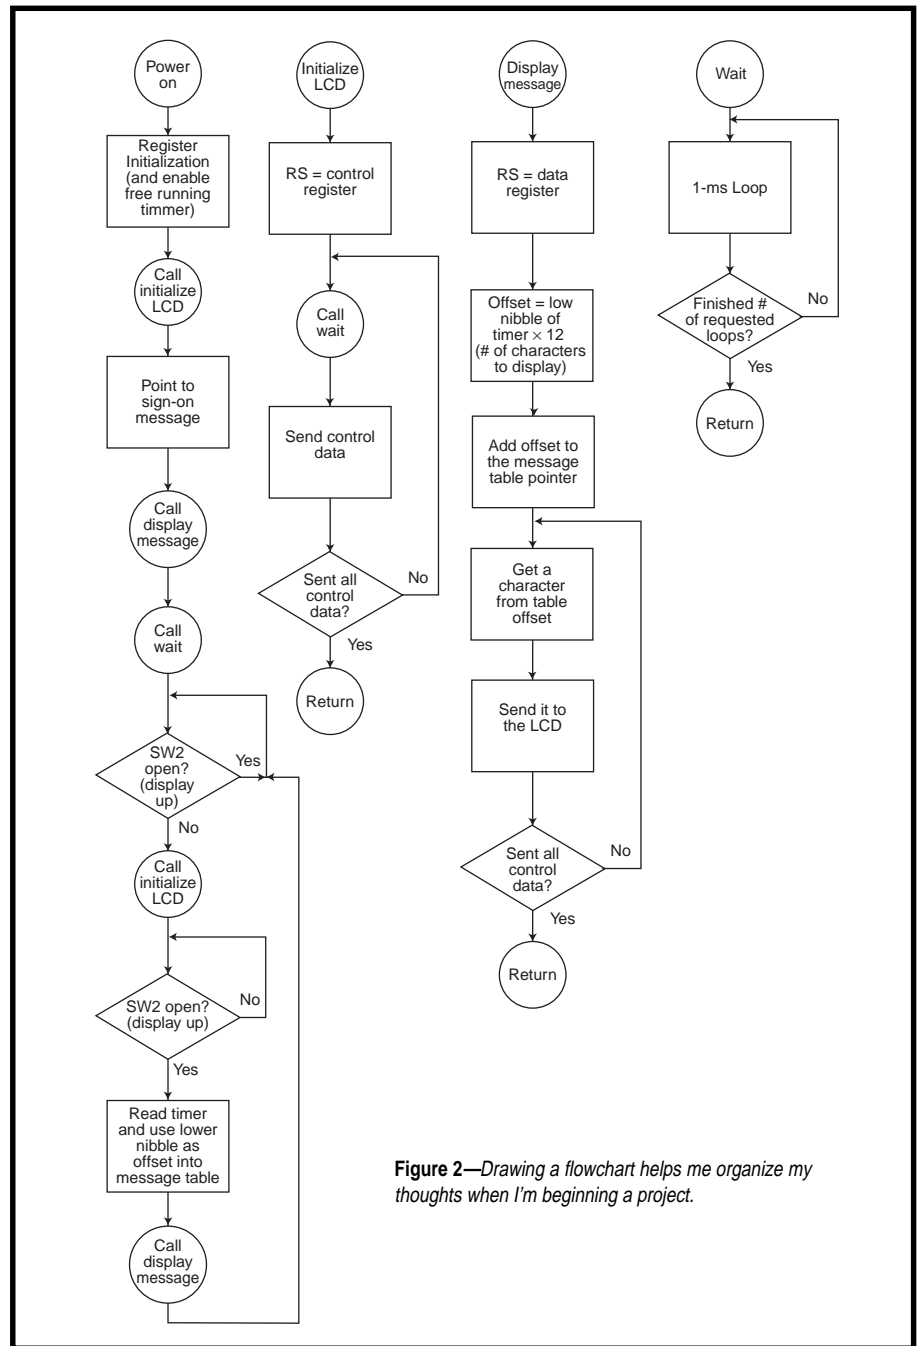 Power
on
Register
Initialization
(and enable
free running
timmer)
Call
initialize
LCD
Point to
sign-on
message
Call
display
message
Call
wait
SW2
open?
(display
up)
Yes
No
Call
initialize
LCD
SW2 open?
(display up)
No
Yes
Read timer
and use lower
nibble as
offset into
message table
Call
display
message
Initialize
LCD
RS = control
register
Call
wait
Send control
data
Sent all
control
data?
No
Yes
Return
Display
message
RS = data
register
Offset = low
nibble of
timer × 12
(# of characters
to display)
Add offset to
the message
table pointer
Get a
character
from table
offset
Send it to
the LCD
Sent all
control
data?
No
Yes
Return
Wait
1-ms Loop
Finished #
of requested
loops?
No
Yes
Return
Figure 2—Drawing a flowchart helps me organize my
thoughts when I'm beginning a project.